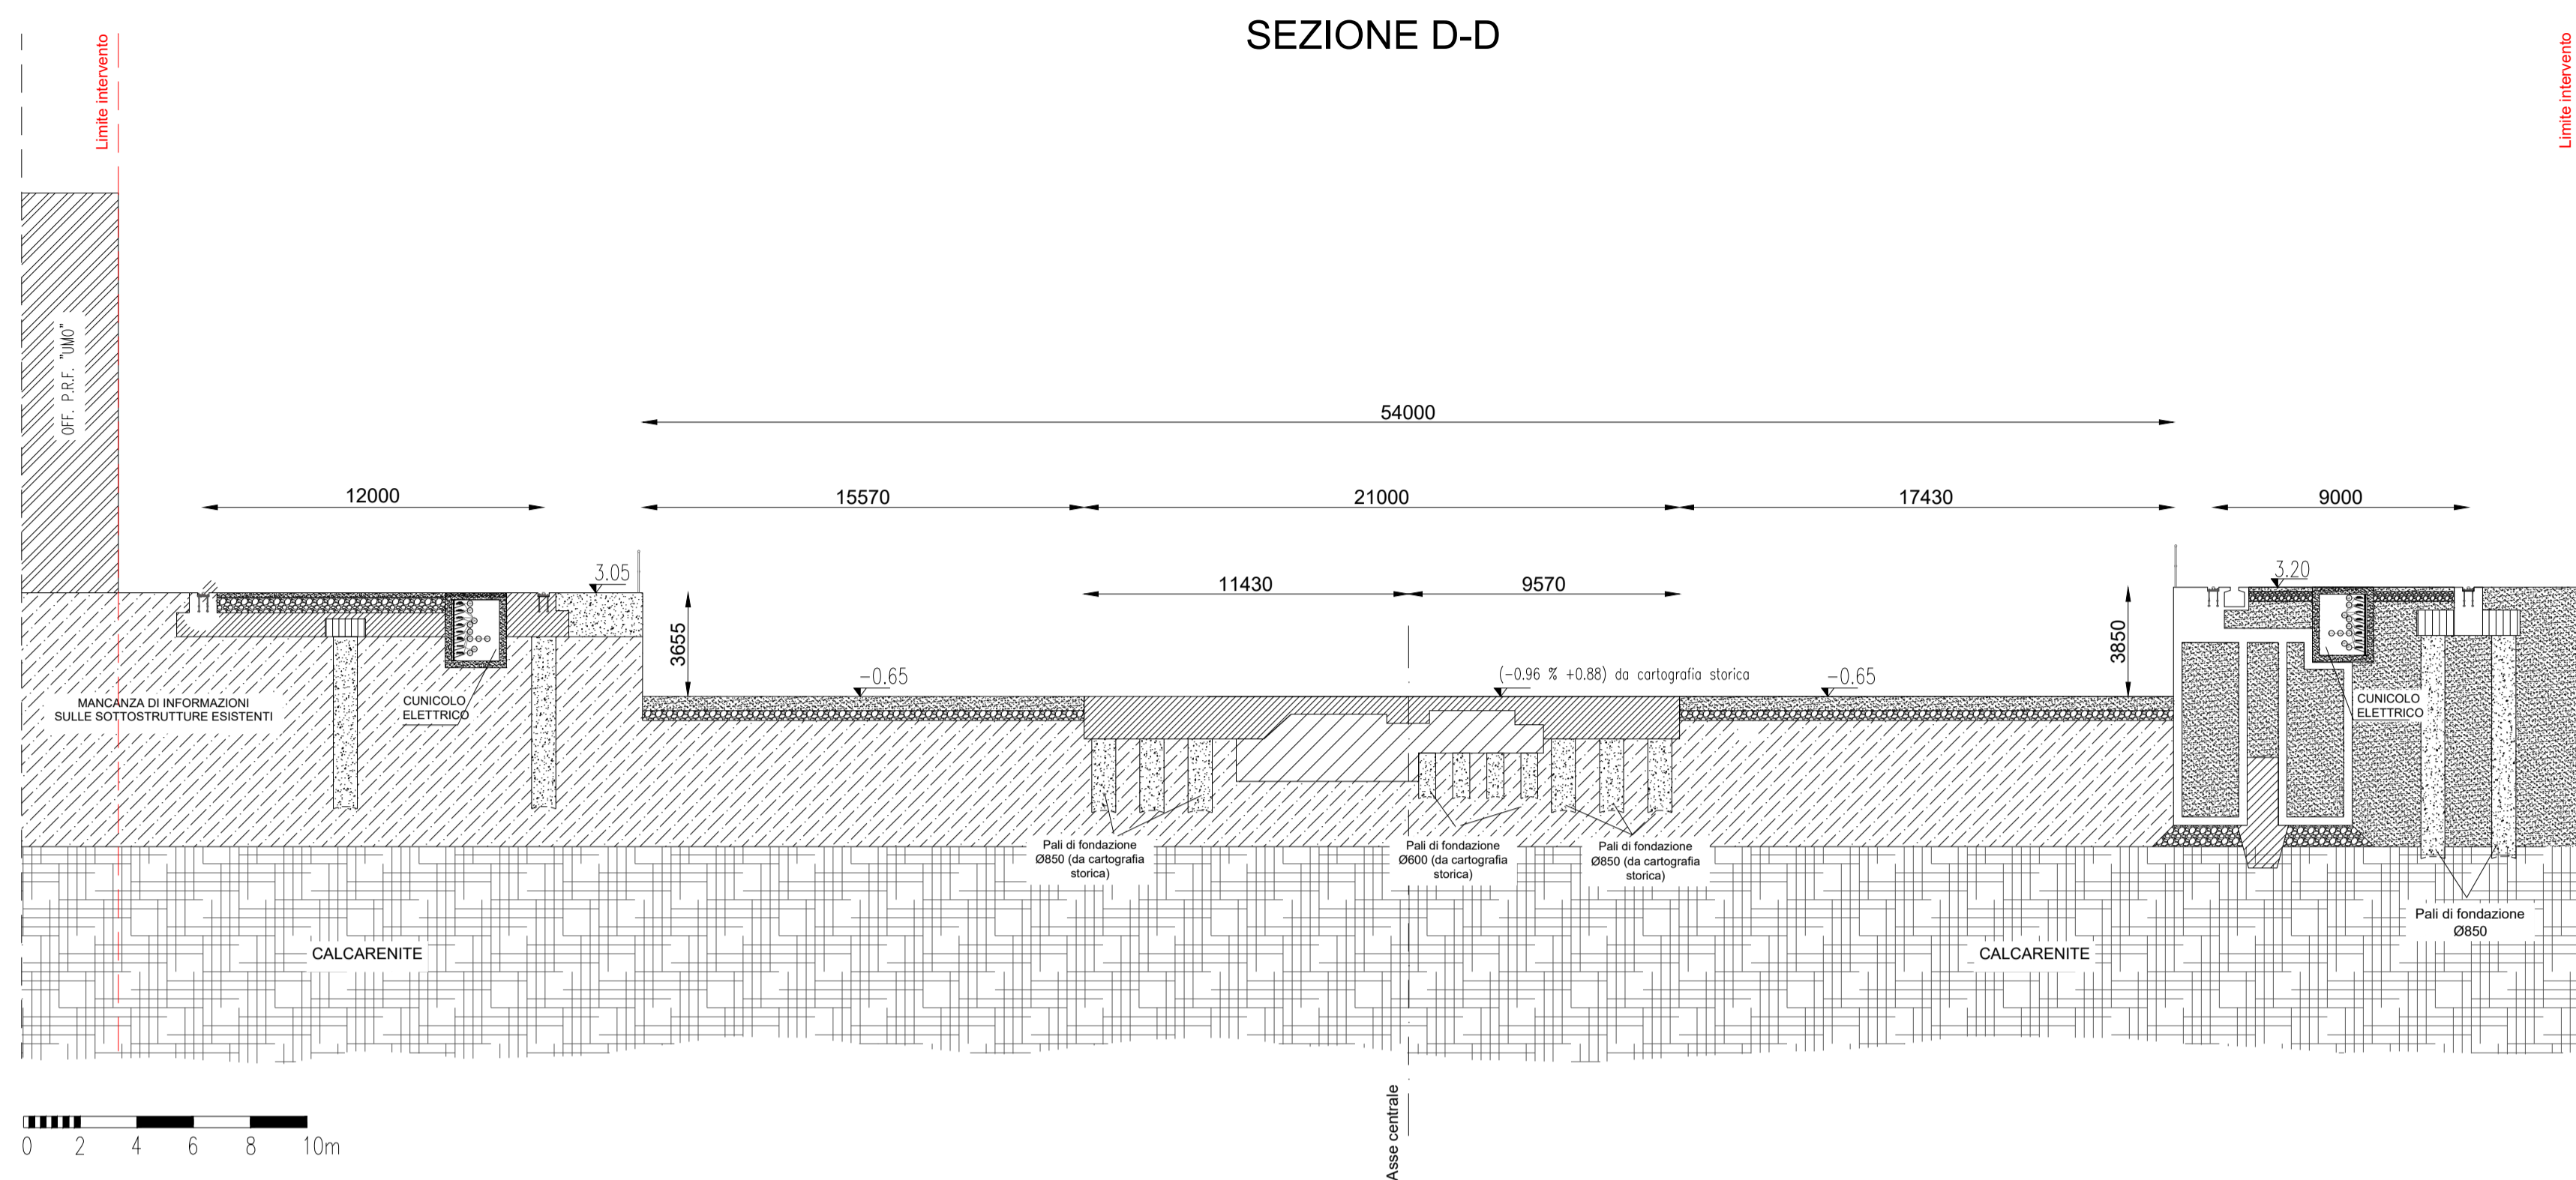 SEZIONE D-D
Limite intervento
Limite intervento
OFF. P.R.F. "UMO"
54000
12000
15570
21000
17430
9000
11430
9570
3.05
3.20
3655
3850
-0.65
(-0.96 % +0.88) da cartografia storica
-0.65
MANCANZA DI INFORMAZIONI
SULLE SOTTOSTRUTTURE ESISTENTI
CUNICOLO
ELETTRICO
CUNICOLO
ELETTRICO
Pali di fondazione
Ø850 (da cartografia
storica)
Pali di fondazione
Ø600 (da cartografia
storica)
Pali di fondazione
Ø850 (da cartografia
storica)
Pali di fondazione
Ø850
CALCARENITE
CALCARENITE
Asse centrale
0 2 4 6 8 10m